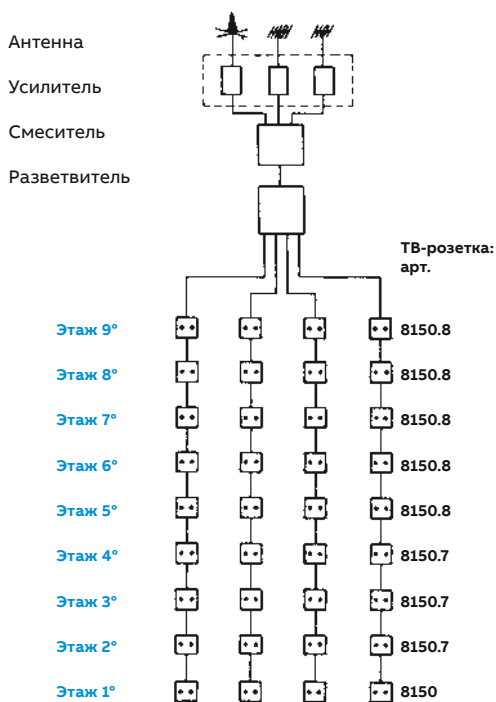 Антенна
Усилитель
Смеситель
Разветвитель
ТВ-розетка:
арт.
Этаж 9° 8150.8
Этаж 8° 8150.8
Этаж 7° 8150.8
Этаж 6° 8150.8
Этаж 5° 8150.8
Этаж 4° 8150.7
Этаж 3° 8150.7
Этаж 2° 8150.7
Этаж 1° 8150